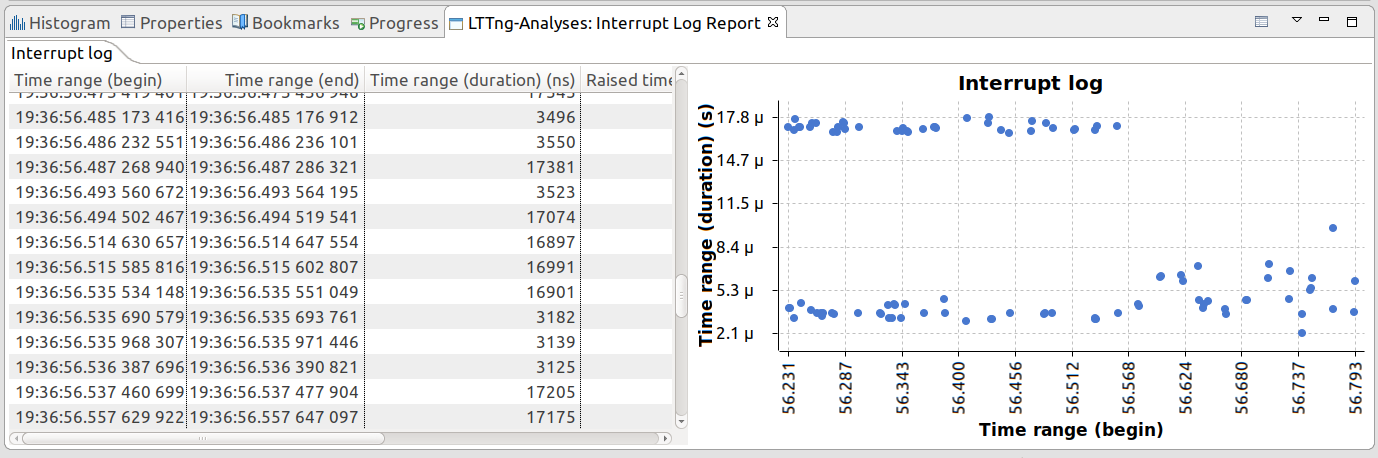 Histogram Properties Bookmarks Progress LTTng-Analyses: Interrupt Log Report
Interrupt log
Time range (begin) Time range (end) Time range (duration) (ns) Raised time
19:36:56.485 173 416 19:36:56.485 176 912 3496
19:36:56.486 232 551 19:36:56.486 236 101 3550
19:36:56.487 268 940 19:36:56.487 286 321 17381
19:36:56.493 560 672 19:36:56.493 564 195 3523
19:36:56.494 502 467 19:36:56.494 519 541 17074
19:36:56.514 630 657 19:36:56.514 647 554 16897
19:36:56.515 585 816 19:36:56.515 602 807 16991
19:36:56.535 534 148 19:36:56.535 551 049 16901
19:36:56.535 690 579 19:36:56.535 693 761 3182
19:36:56.535 968 307 19:36:56.535 971 446 3139
19:36:56.536 387 696 19:36:56.536 390 821 3125
19:36:56.537 460 699 19:36:56.537 477 904 17205
19:36:56.557 629 922 19:36:56.557 647 097 17175
Interrupt log
Time range (duration) (s)
17.8 µ
14.7 µ
11.5 µ
8.4 µ
5.3 µ
2.1 µ
56.231 56.287 56.343 56.400 56.456 56.512 56.568 56.624 56.680 56.737 56.793
Time range (begin)